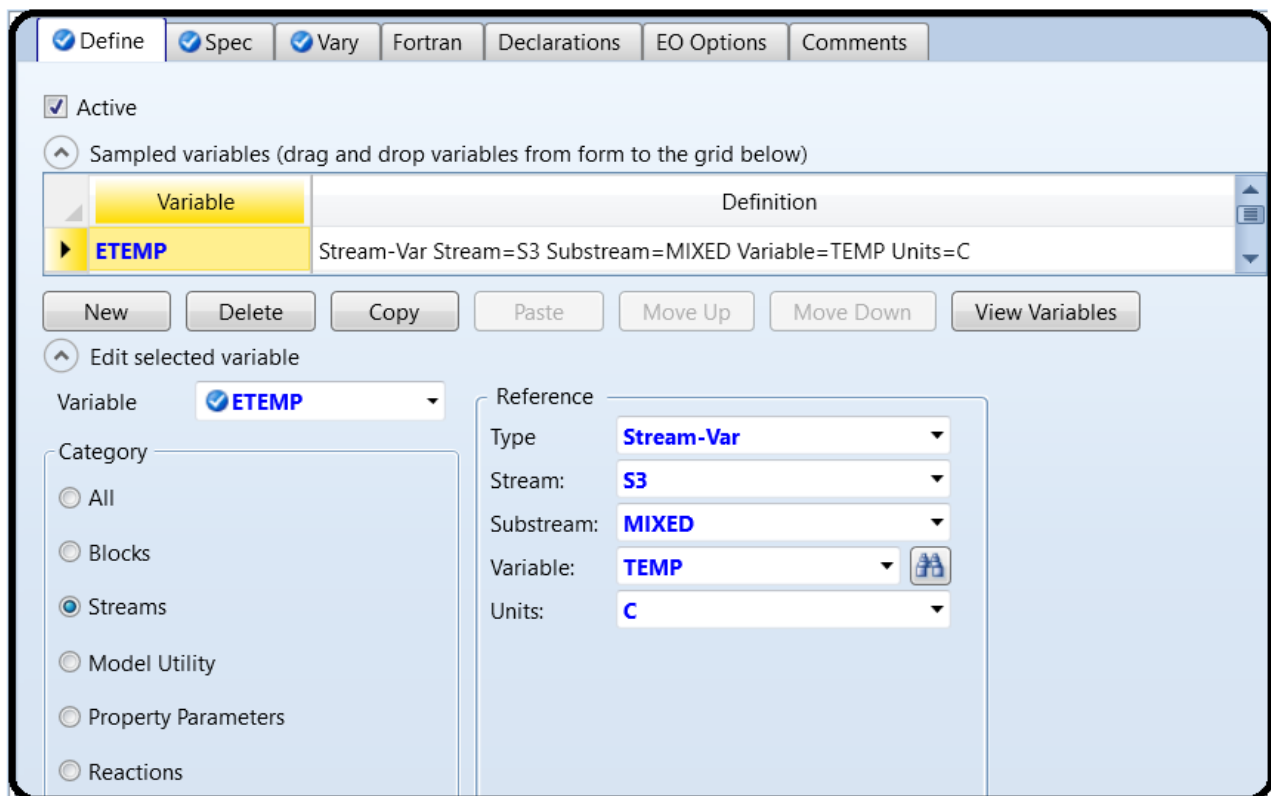 Define Spec Vary Fortran Declarations EO Options Comments
Active
Sampled variables (drag and drop variables from form to the grid below)
Variable Definition
ETEMP Stream-Var Stream=S3 Substream=MIXED Variable=TEMP Units=C
New Delete Copy Paste Move Up Move Down View Variables
Edit selected variable
Variable ETEMP
Category
All
Blocks
Streams
Model Utility
Property Parameters
Reactions
Reference
Type Stream-Var
Stream: S3
Substream: MIXED
Variable: TEMP
Units: C